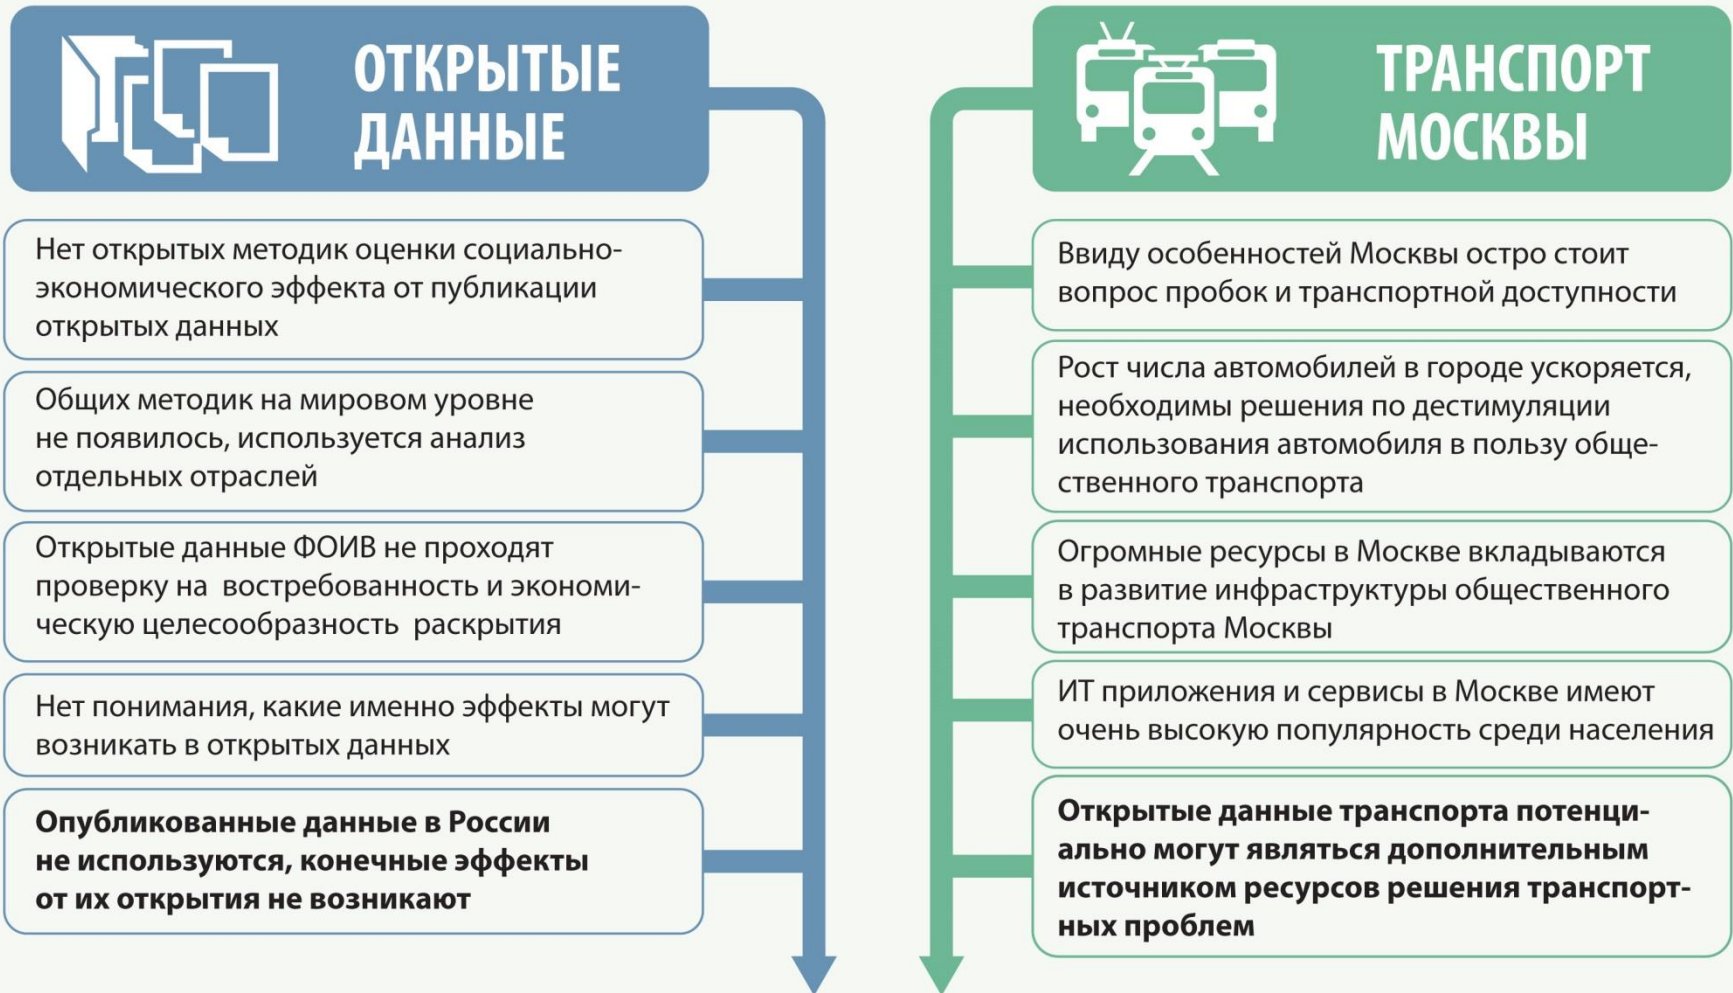 ОТКРЫТЫЕ
ДАННЫЕ
Нет открытых методик оценки социально-
экономического эффекта от публикации
открытых данных
Общих методик на мировом уровне
не появилось, используется анализ
отдельных отраслей
Открытые данные ФОИВ не проходят
проверку на востребованность и экономи-
ческую целесообразность раскрытия
Нет понимания, какие именно эффекты могут
возникать в открытых данных
Опубликованные данные в России
не используются, конечные эффекты
от их открытия не возникают
ТРАНСПОРТ
МОСКВЫ
Ввиду особенностей Москвы остро стоит
вопрос пробок и транспортной доступности
Рост числа автомобилей в городе ускоряется,
необходимы решения по дестимуляции
использования автомобиля в пользу обще-
ственного транспорта
Огромные ресурсы в Москве вкладываются
в развитие инфраструктуры общественного
транспорта Москвы
ИТ приложения и сервисы в Москве имеют
очень высокую популярность среди населения
Открытые данные транспорта потенци-
ально могут являться дополнительным
источником ресурсов решения транспорт-
ных проблем